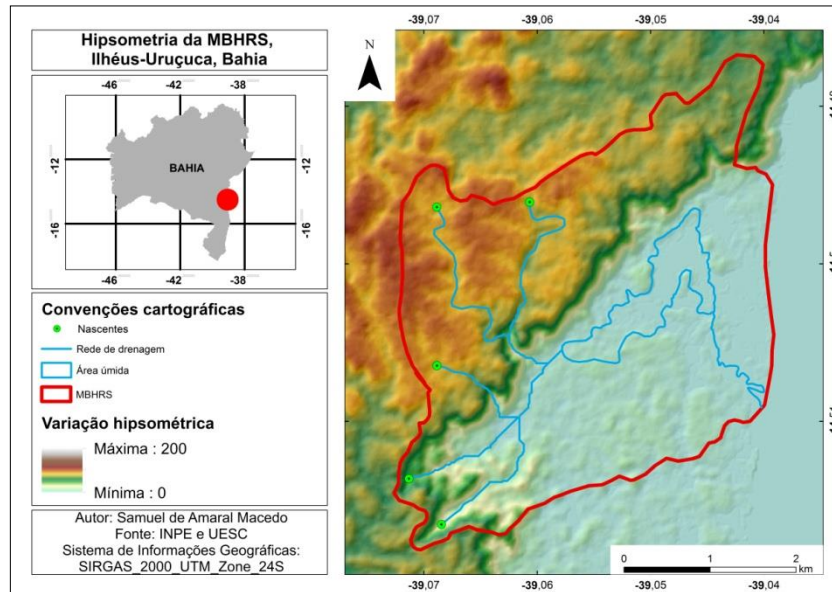 Hipsometria da MBHRS,
Ilhéus-Uruçuca, Bahia
-46 -42 -38
-12 -12
BAHIA
-16 -16
-46 -42 -38
Convenções cartográficas
Nascentes
Rede de drenagem
Área úmida
MBHRS
Variação hipsométrica
Máxima : 200
Mínima : 0
Autor: Samuel de Amaral Macedo
Fonte: INPE e UESC
Sistema de Informações Geográficas:
SIRGAS_2000_UTM_Zone_24S
-39,07 -39,06 -39,05 -39,04
N
0 1 2
km
-39,07 -39,06 -39,05 -39,04